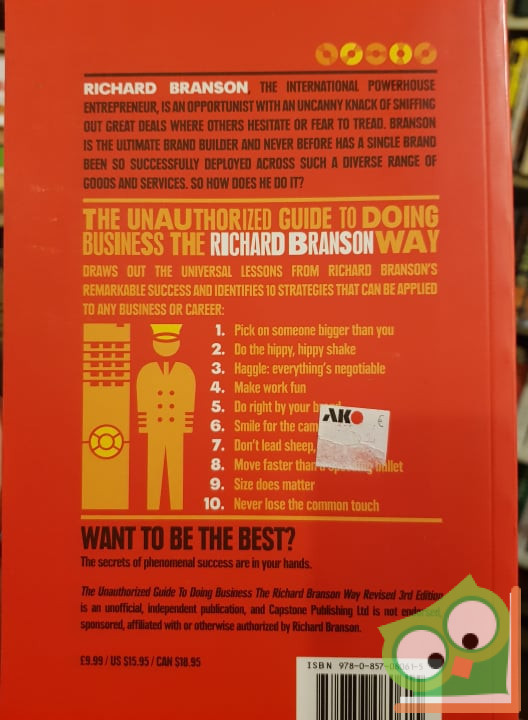 RICHARD BRANSON, THE INTERNATIONAL POWERHOUSE
ENTREPRENEUR, IS AN OPPORTUNIST WITH AN UNCANNY KNACK OF SNIFFING
OUT GREAT DEALS WHERE OTHERS HESITATE OR FEAR TO TREAD. BRANSON
IS THE ULTIMATE BRAND BUILDER AND NEVER BEFORE HAS A SINGLE BRAND
BEEN SO SUCCESSFULLY DEPLOYED ACROSS SUCH A DIVERSE RANGE OF
GOODS AND SERVICES. SO HOW DOES HE DO IT?
THE UNAUTHORIZED GUIDE TO DOING
BUSINESS THE RICHARD BRANSON WAY
DRAWS OUT THE UNIVERSAL LESSONS FROM RICHARD BRANSON'S
REMARKABLE SUCCESS AND IDENTIFIES 10 STRATEGIES THAT CAN BE APPLIED
TO ANY BUSINESS OR CAREER:
1. Pick on someone bigger than you
2. Do the hippy, hippy shake
3. Haggle: everything's negotiable
4. Make work fun
5. Do right by your
6. Smile for the
AKO
€
7. Don't lead sheep,
8. Move faster than a bullet
9. Size does matter
10. Never lose the common touch
WANT TO BE THE BEST?
The secrets of phenomenal success are in your hands.
The Unauthorized Guide To Doing Business The Richard Branson Way Revised 3rd Edition
is an unofficial, independent publication, and Capstone Publishing Ltd is not endorsed,
sponsored, affiliated with or otherwise authorized by Richard Branson.
£9.99 / US $15.95 / CAN $18.95
ISBN 978-0-857-